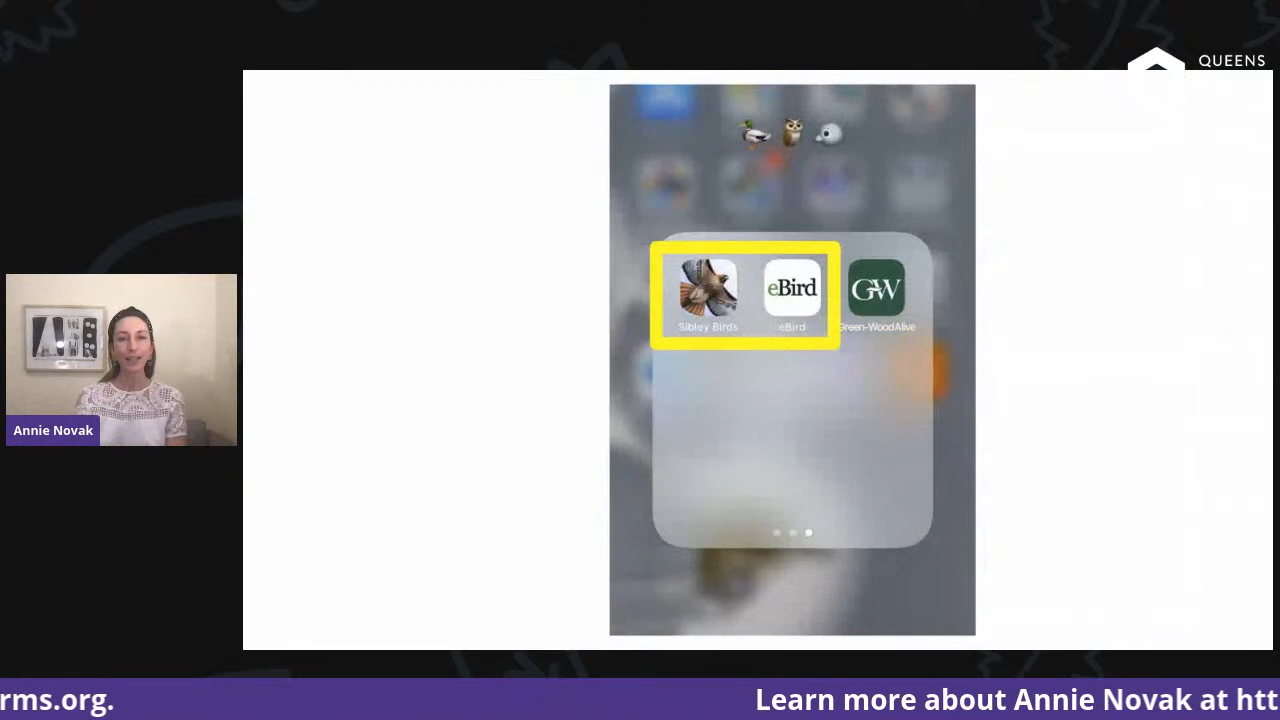 QUEENS
eBird
GW
Sibley Birds
eBird
Green-WoodAlive
Annie Novak
rms.org.
Learn more about Annie Novak at htt